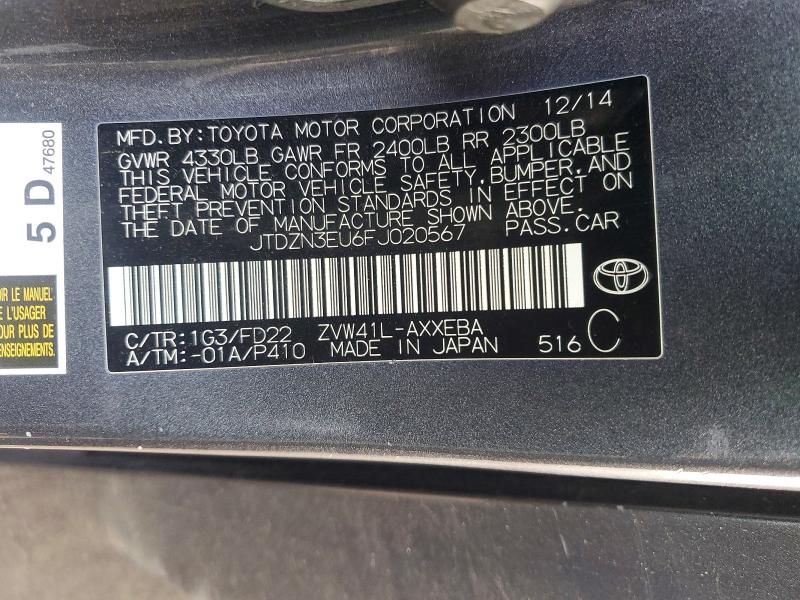 MFD. BY: TOYOTA MOTOR CORPORATION 12/14
GVWR 4330LB GAWR FR 2400LB RR 2300LB
THIS VEHICLE CONFORMS TO ALL APPLICABLE
FEDERAL MOTOR VEHICLE SAFETY, BUMPER, AND
THEFT PREVENTION STANDARDS IN EFFECT ON
THE DATE OF MANUFACTURE SHOWN ABOVE.
JTDZN3EU6FJ020567 PASS. CAR
C/TR: 1G3/FD22 ZVW41L-AXXEBA
A/TM: -01A/P410 MADE IN JAPAN 516 C
5 D
47680
LE MANUEL
L'USAGER
POUR PLUS DE